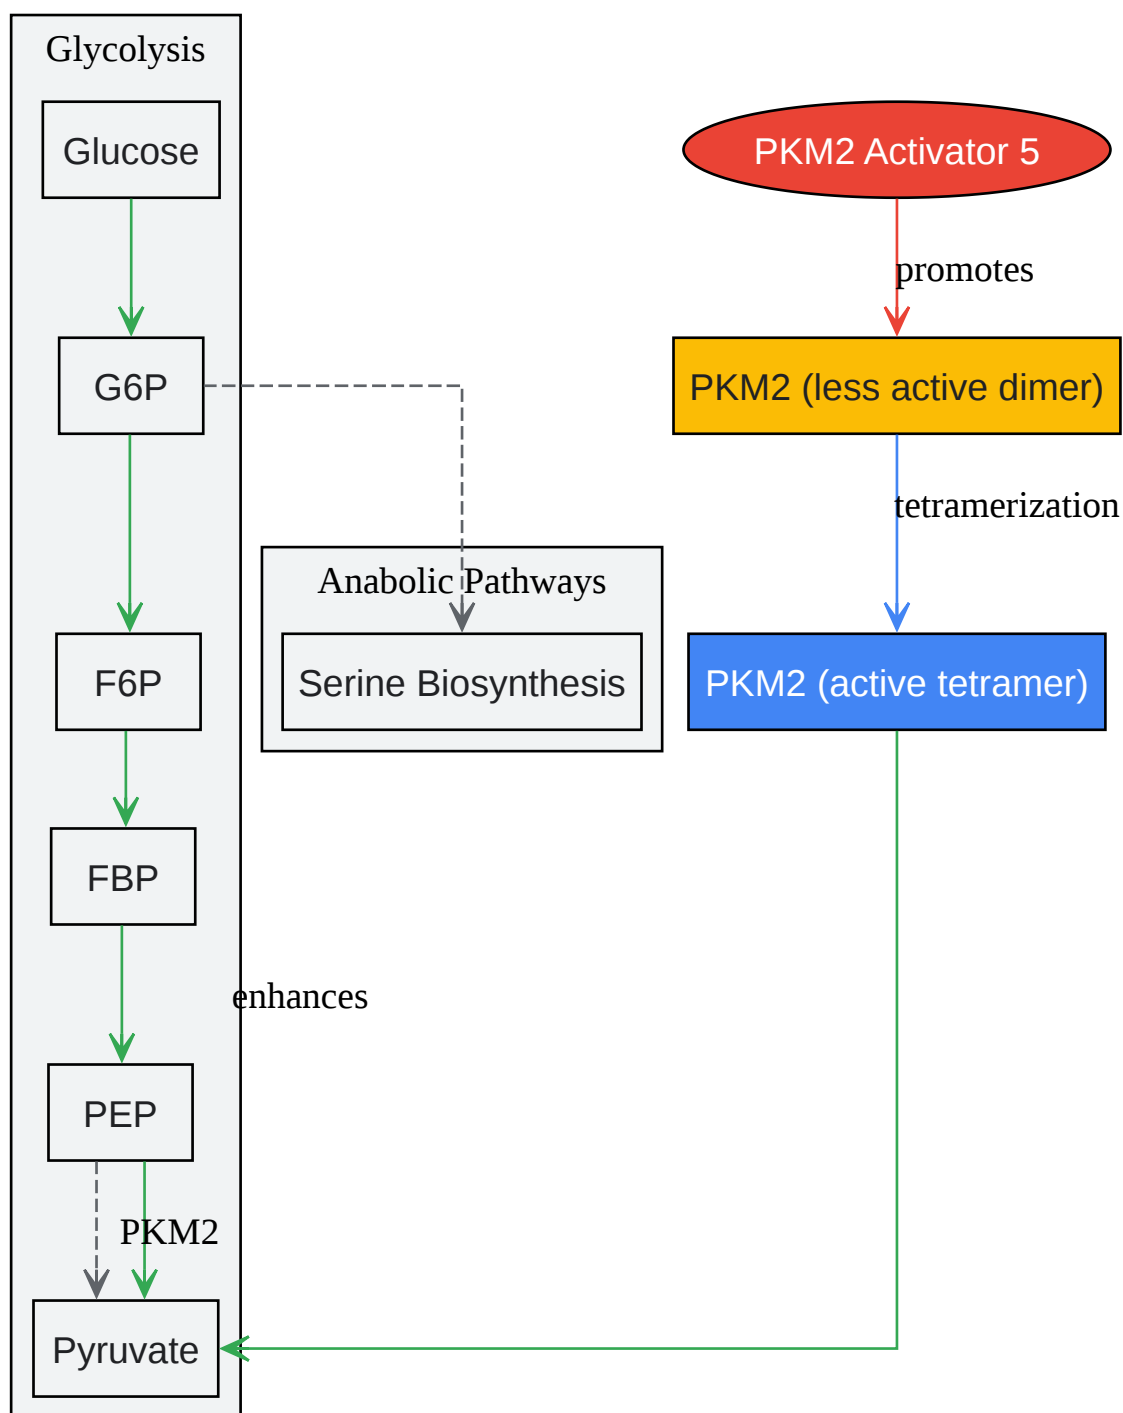 Glycolysis
Glucose
PKM2 Activator 5
promotes
G6P
PKM2 (less active dimer)
tetramerization
Anabolic Pathways
F6P
Serine Biosynthesis
PKM2 (active tetramer)
FBP
enhances
PEP
PKM2
Pyruvate